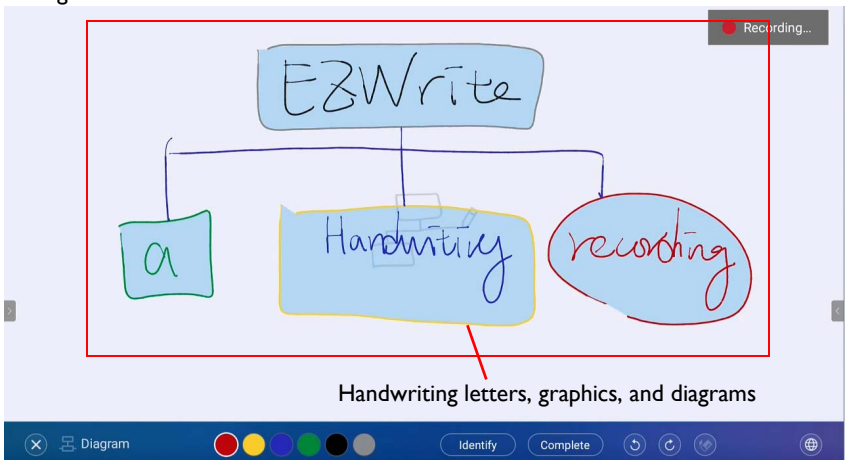 Recording...
EZWrite
a
Handwriting
recording
Handwriting letters, graphics, and diagrams
Diagram
Identify
Complete